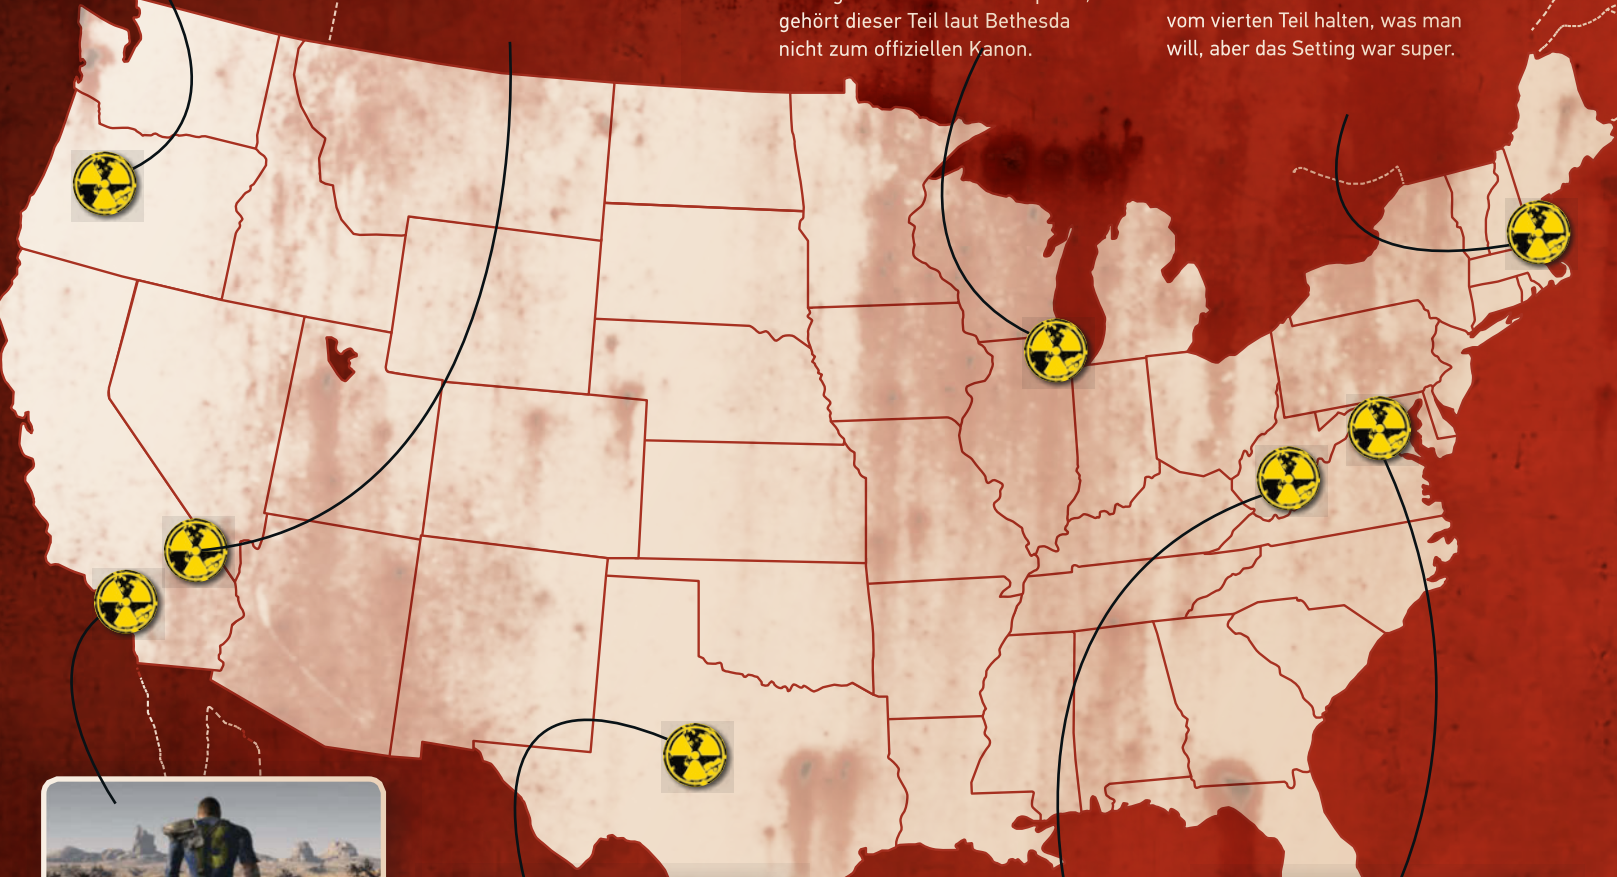 gehört dieser Teil laut Bethesda
nicht zum offiziellen Kanon.
vom vierten Teil halten, was man
will, aber das Setting war super.